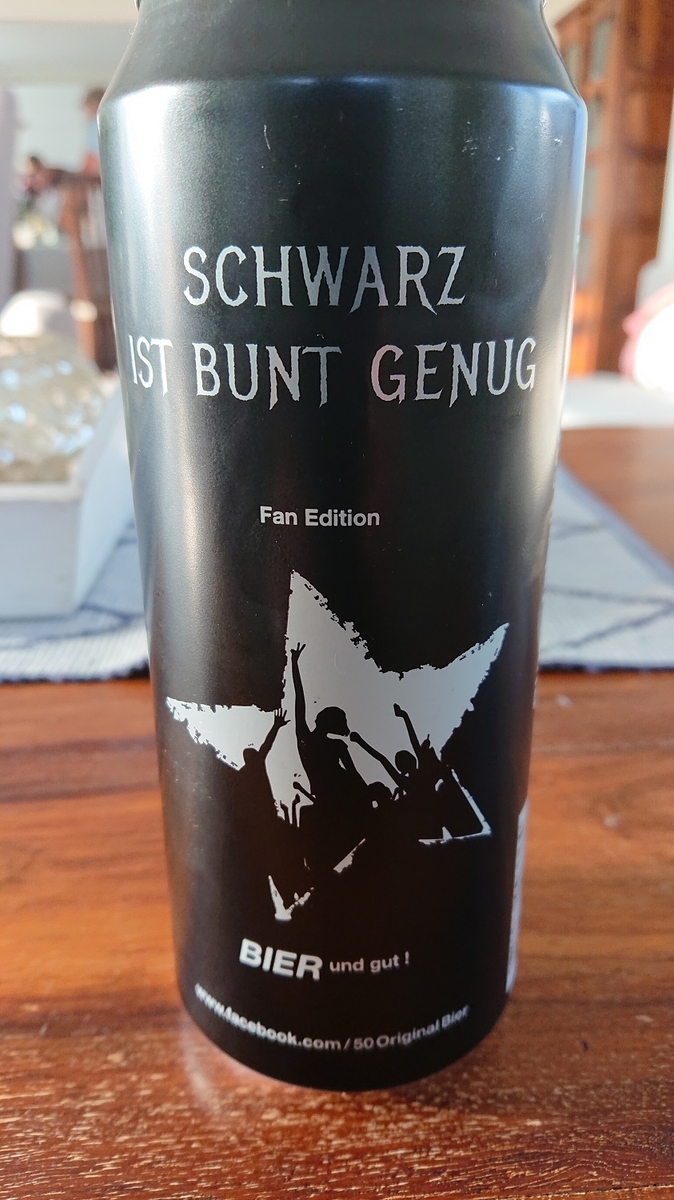 SCHWARZ
IST BUNT GENUG
Fan Edition
BIER und gut !
www.facebook.com / 50 Original Bier